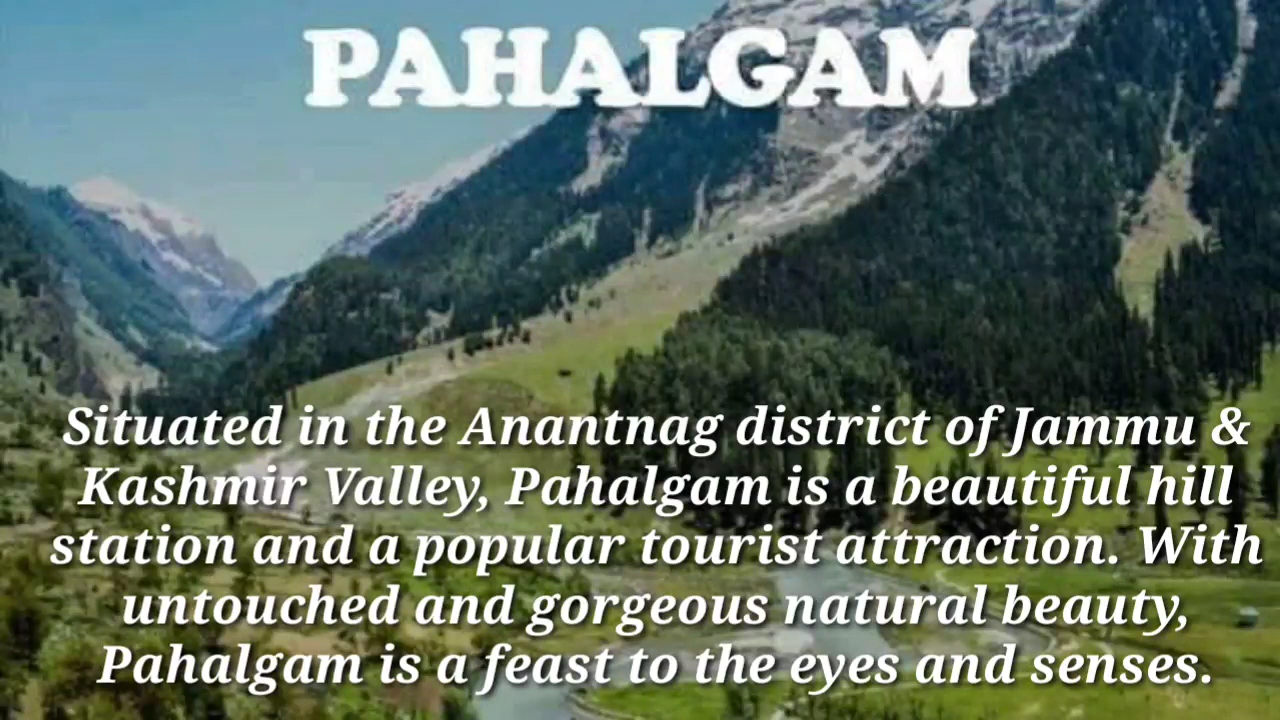 PAHALGAM
Situated in the Anantnag district of Jammu &
Kashmir Valley, Pahalgam is a beautiful hill
station and a popular tourist attraction. With
untouched and gorgeous natural beauty,
Pahalgam is a feast to the eyes and senses.